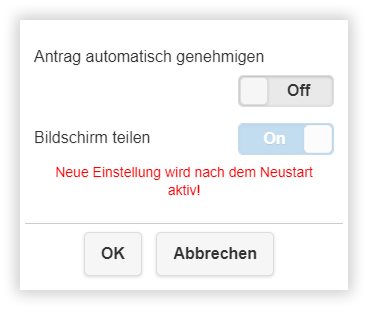 Antrag automatisch genehmigen
Off
Bildschirm teilen
On
Neue Einstellung wird nach dem Neustart
aktiv!
OK
Abbrechen